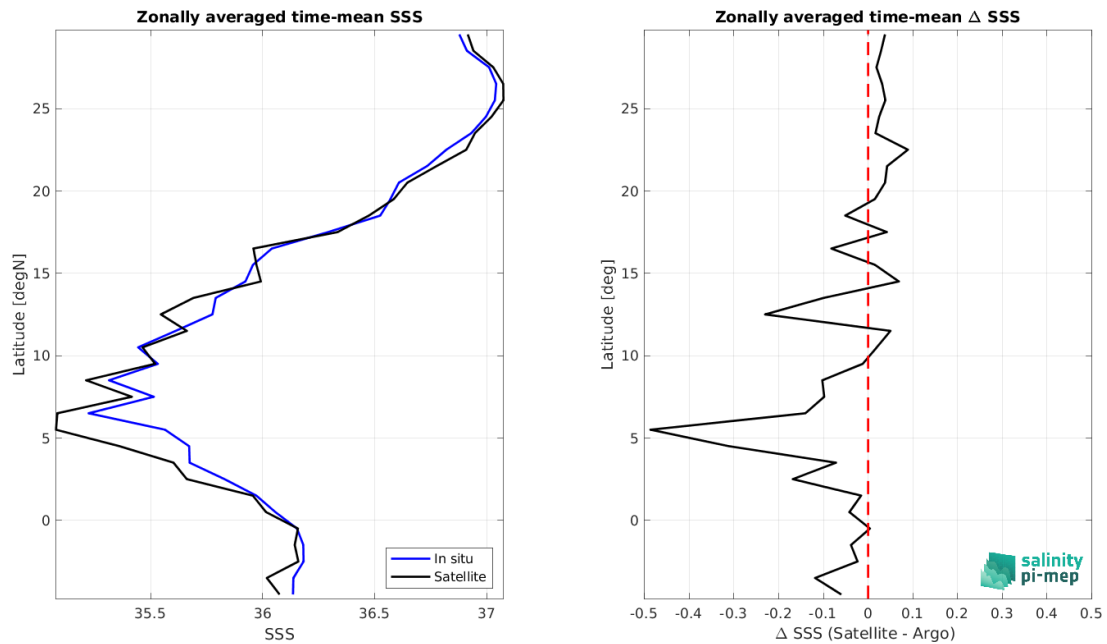 Zonally averaged time-mean SSS
Latitude [degN]
25
20
15
10
5
0
35.5 36 36.5 37
SSS
In situ
Satellite
Zonally averaged time-mean Δ SSS
Latitude [deg]
25
20
15
10
5
0
-0.5 -0.4 -0.3 -0.2 -0.1 0 0.1 0.2 0.3 0.4 0.5
Δ SSS (Satellite - Argo)
salinity
pi-mep